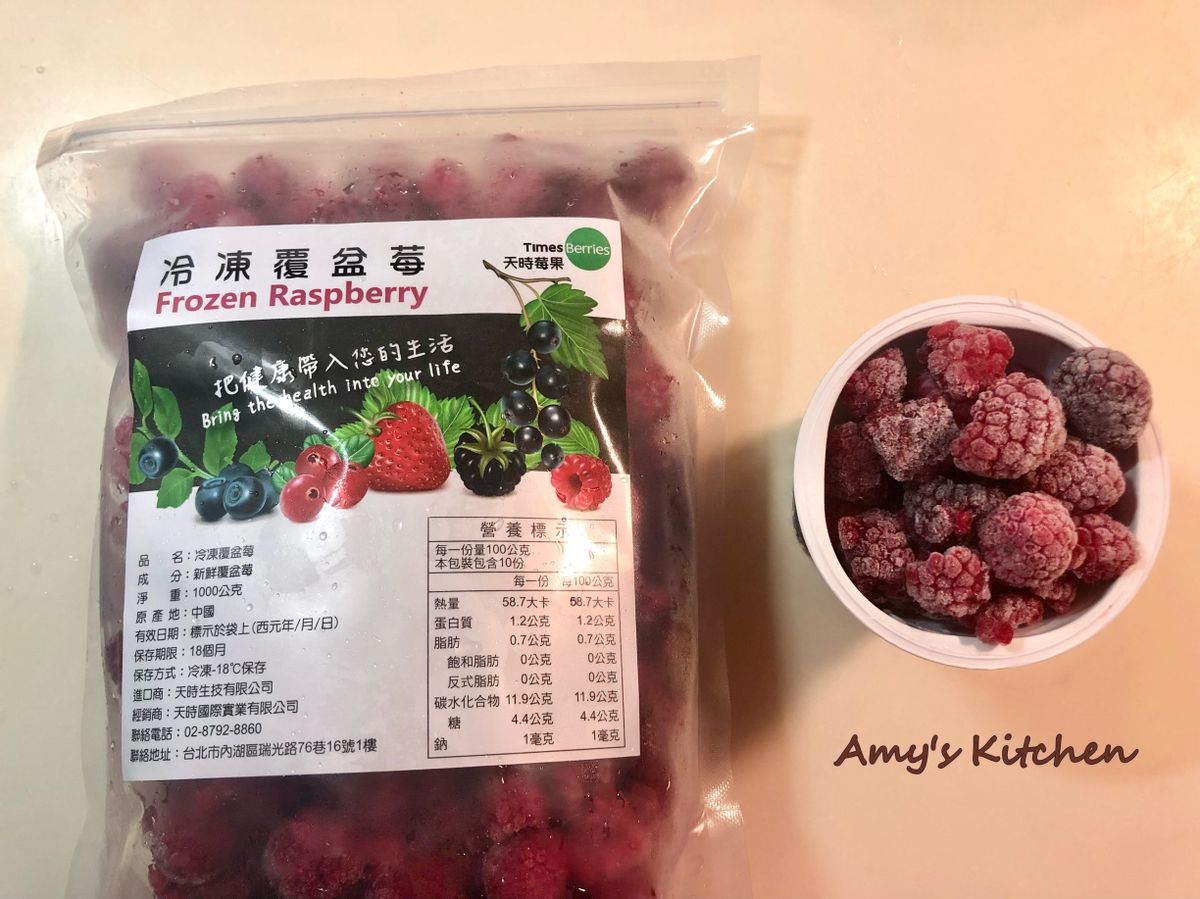 冷凍覆盆莓
Frozen Raspberry
Times Berries
天時莓果
把健康帶入您的生活
Bring the health into your life
品名：冷凍覆盆莓
成分：新鮮覆盆莓
淨重：1000公克
原產地：中國
有效日期：標示於袋上(西元年/月/日)
保存期限：18個月
保存方式：冷凍-18℃保存
進口商：天時生技有限公司
經銷商：天時國際實業有限公司
聯絡電話：02-8792-8860
聯絡地址：台北市內湖區瑞光路76巷16號1樓
營養標示
每一份量100公克
本包裝包含10份
每一份 每100公克
熱量 58.7大卡 58.7大卡
蛋白質 1.2公克 1.2公克
脂肪 0.7公克 0.7公克
飽和脂肪 0公克 0公克
反式脂肪 0公克 0公克
碳水化合物 11.9公克 11.9公克
糖 4.4公克 4.4公克
鈉 1毫克 1毫克
Amy's Kitchen